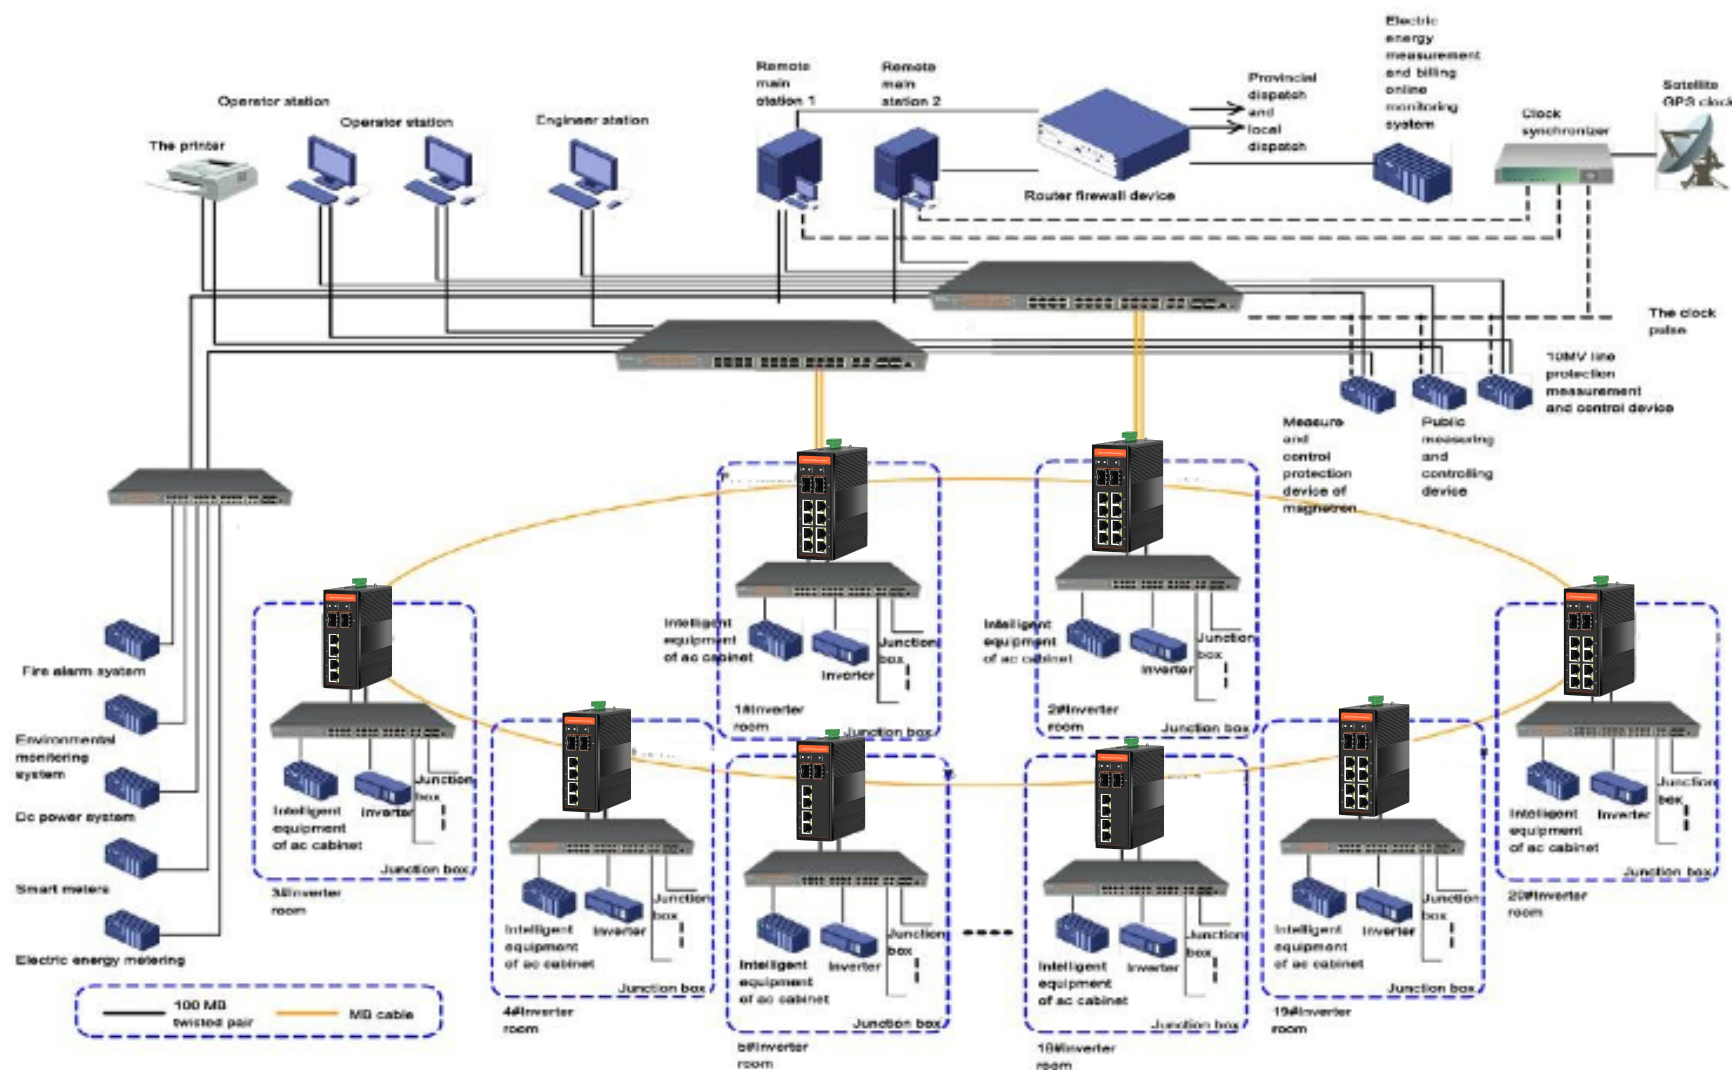 Operator station
Operator station
The printer
Engineer station
Remote
main
station 1
Remote
main
station 2
Router firewall device
Provincial
dispatch
and
local
dispatch
Electric
energy
measurement
and billing
online
monitoring
system
Clock
synchronizer
Satellite
GPS clock
The clock
pulse
10MV line
protection
measurement
and control device
Measure
and
control
protection
device of
magnetron
Public
measuring
and
controlling
device
Fire alarm system
Environmental
monitoring
system
Dc power system
Smart meters
Electric energy metering
Intelligent
equipment
of ac cabinet
Inverter
Junction
box
Junction box
1#Inverter
room
Intelligent
equipment
of ac cabinet
Inverter
Junction
box
Junction box
2#Inverter
room
Intelligent
equipment
of ac cabinet
Inverter
Junction
box
Junction box
3#Inverter
room
Intelligent
equipment
of ac cabinet
Inverter
Junction
box
Junction box
4#Inverter
room
Intelligent
equipment
of ac cabinet
Inverter
Junction
box
Junction box
#Inverter
room
Intelligent
equipment
of ac cabinet
Inverter
Junction
box
Junction box
18#Inverter
room
Intelligent
equipment
of ac cabinet
Inverter
Junction
box
Junction box
19#Inverter
room
Intelligent
equipment
of ac cabinet
Inverter
Junction
box
Junction box
20#Inverter
room
100 MB
twisted pair
MB cable